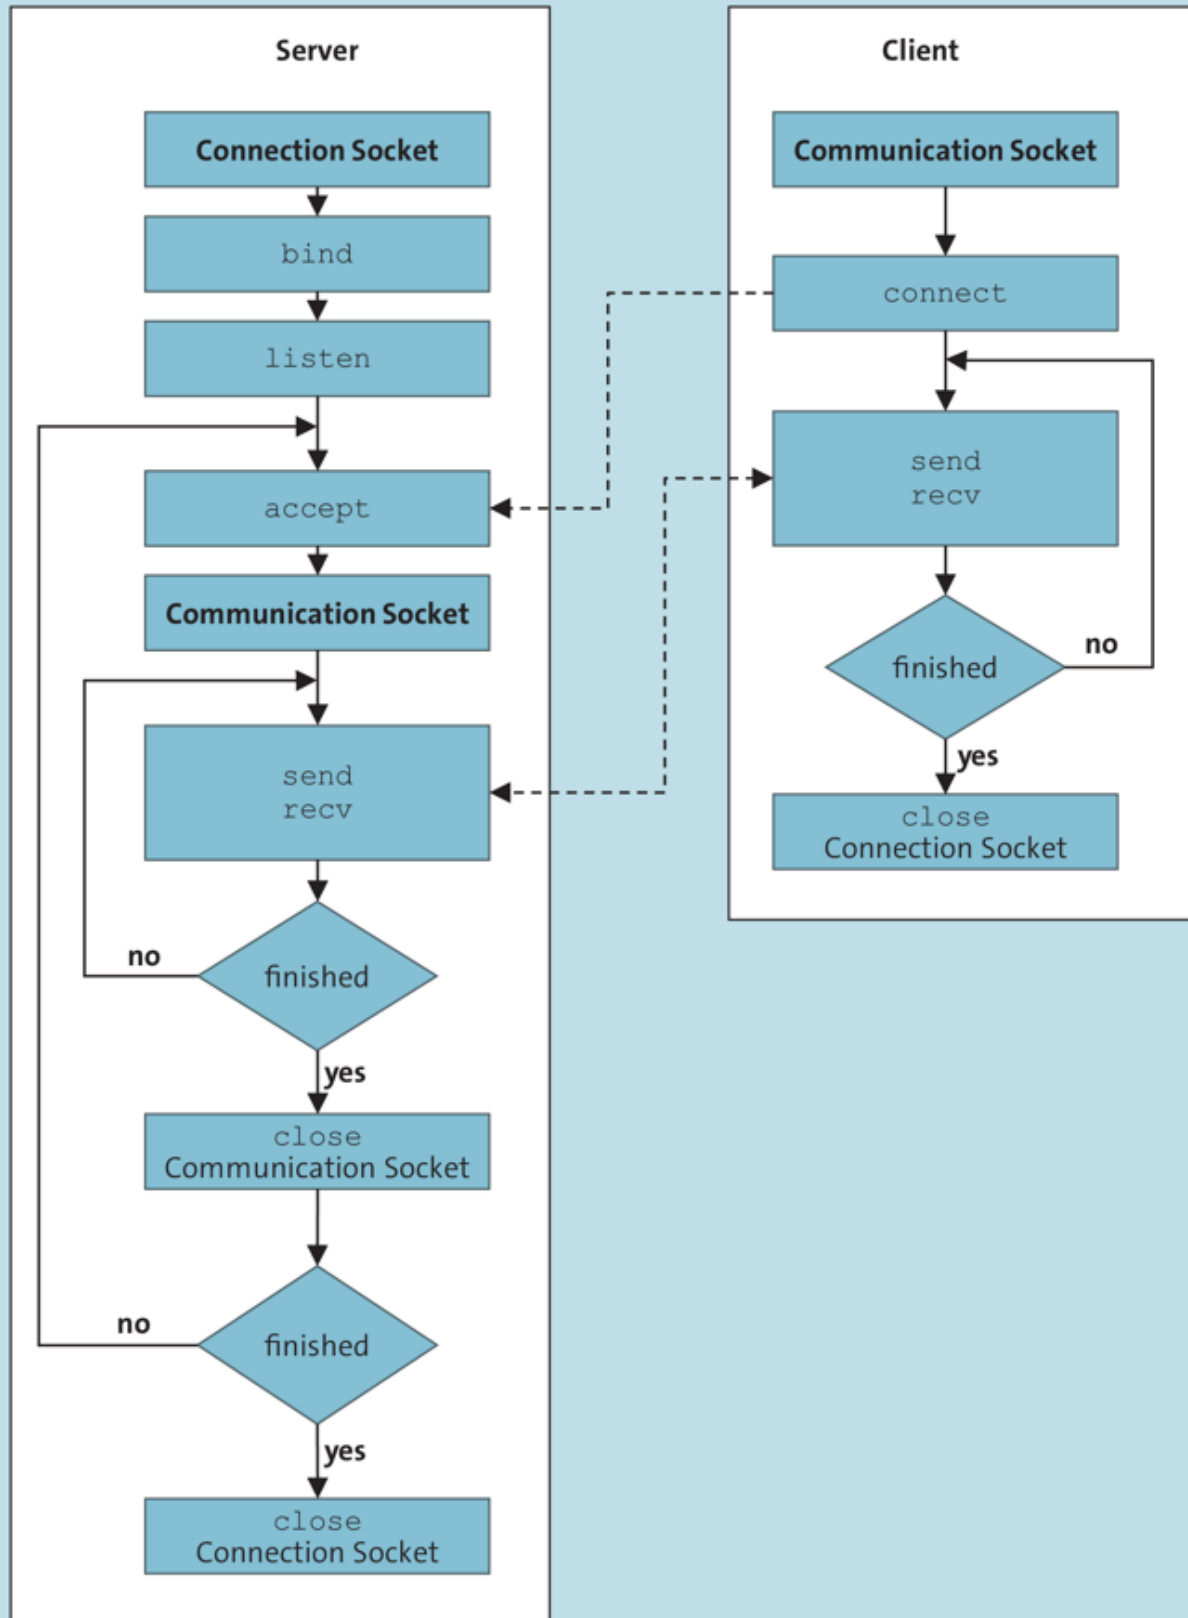 Server
Connection Socket
bind
listen
accept
Communication Socket
send
recv
finished
no
yes
close
Communication Socket
finished
no
yes
close
Connection Socket
Client
Communication Socket
connect
send
recv
finished
no
yes
close
Connection Socket